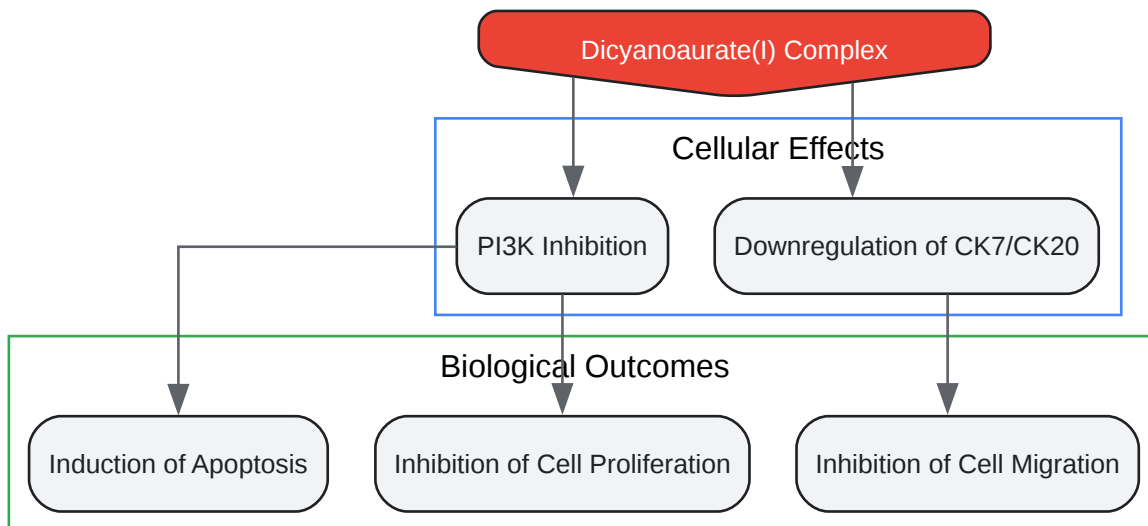 Dicyanoaurate(I) Complex
Cellular Effects
PI3K Inhibition
Downregulation of CK7/CK20
Biological Outcomes
Induction of Apoptosis
Inhibition of Cell Proliferation
Inhibition of Cell Migration